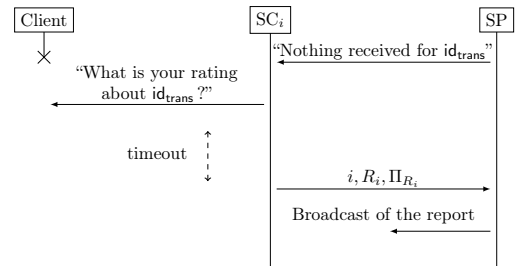 Client
SC_i
SP
“Nothing received for id_trans”
“What is your rating
about id_trans?”
timeout
i, R_i, Π_{R_i}
Broadcast of the report